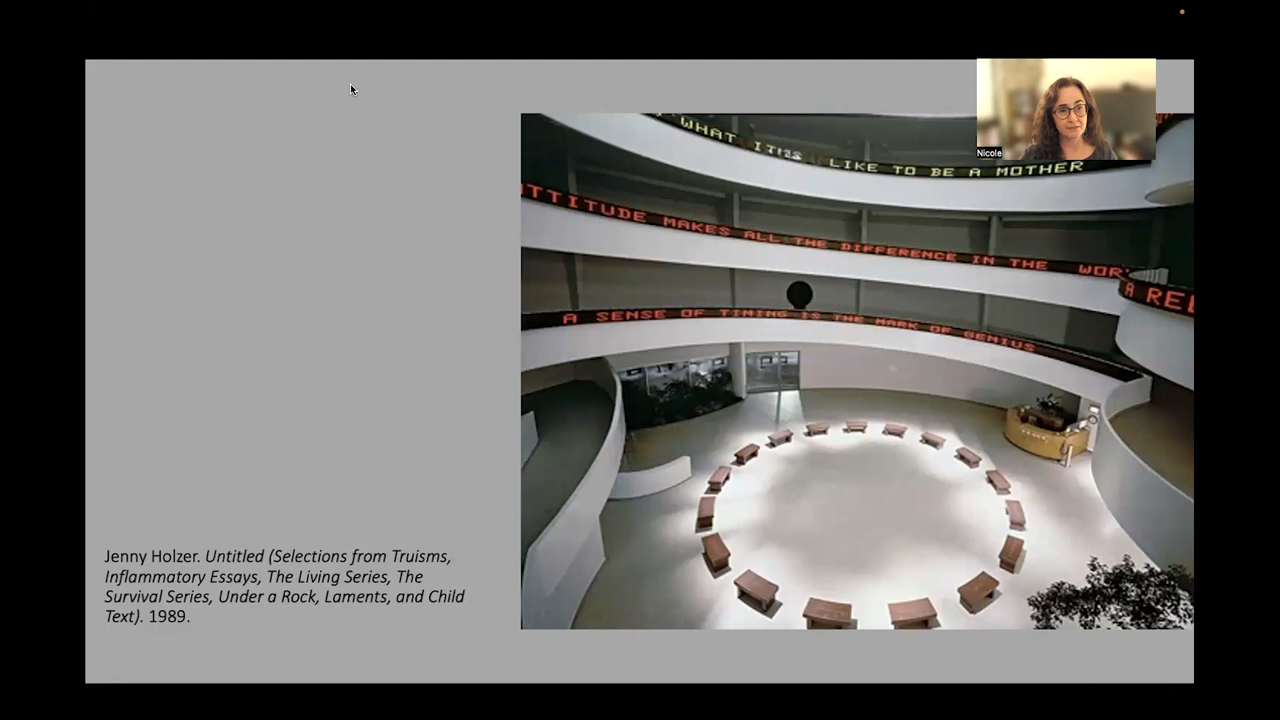 Nicole
WHAT IT IS LIKE TO BE A MOTHER
TTITUDE MAKES ALL THE DIFFERENCE IN THE WOR
A REL
A SENSE OF TIMING IS THE MARK OF GENIUS
Jenny Holzer. Untitled (Selections from Truisms,
Inflammatory Essays, The Living Series, The
Survival Series, Under a Rock, Laments, and Child
Text). 1989.